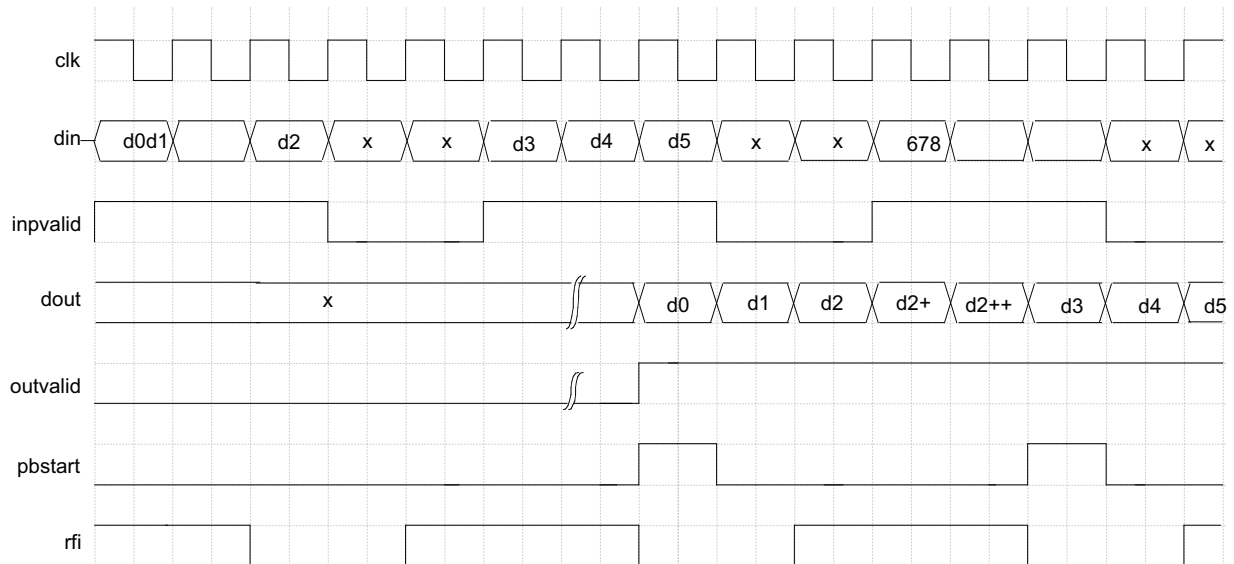 clk
din d0d1 d2 x x d3 d4 d5 x x 678 x x
inpvalid
dout x d0 d1 d2 d2+ d2++ d3 d4 d5
outvalid
pbstart
rfi